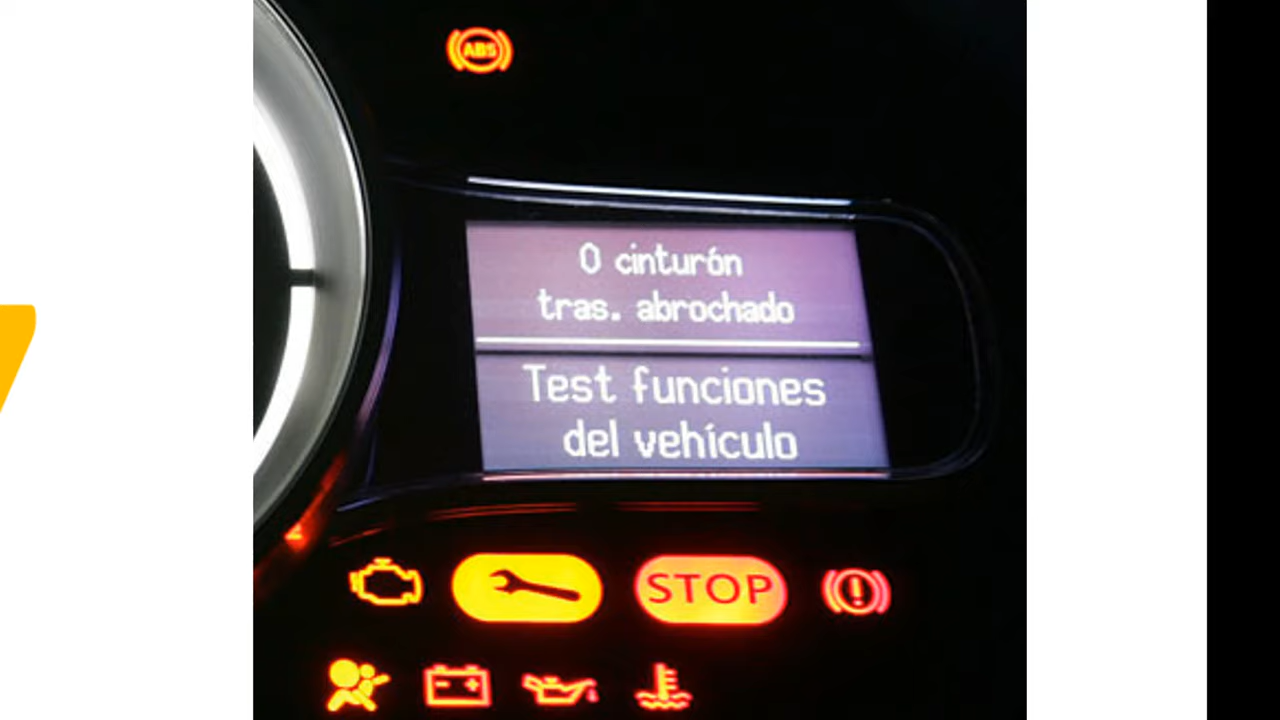 ABS
0 cinturón
tras. abrochado
Test funciones
del vehículo
STOP